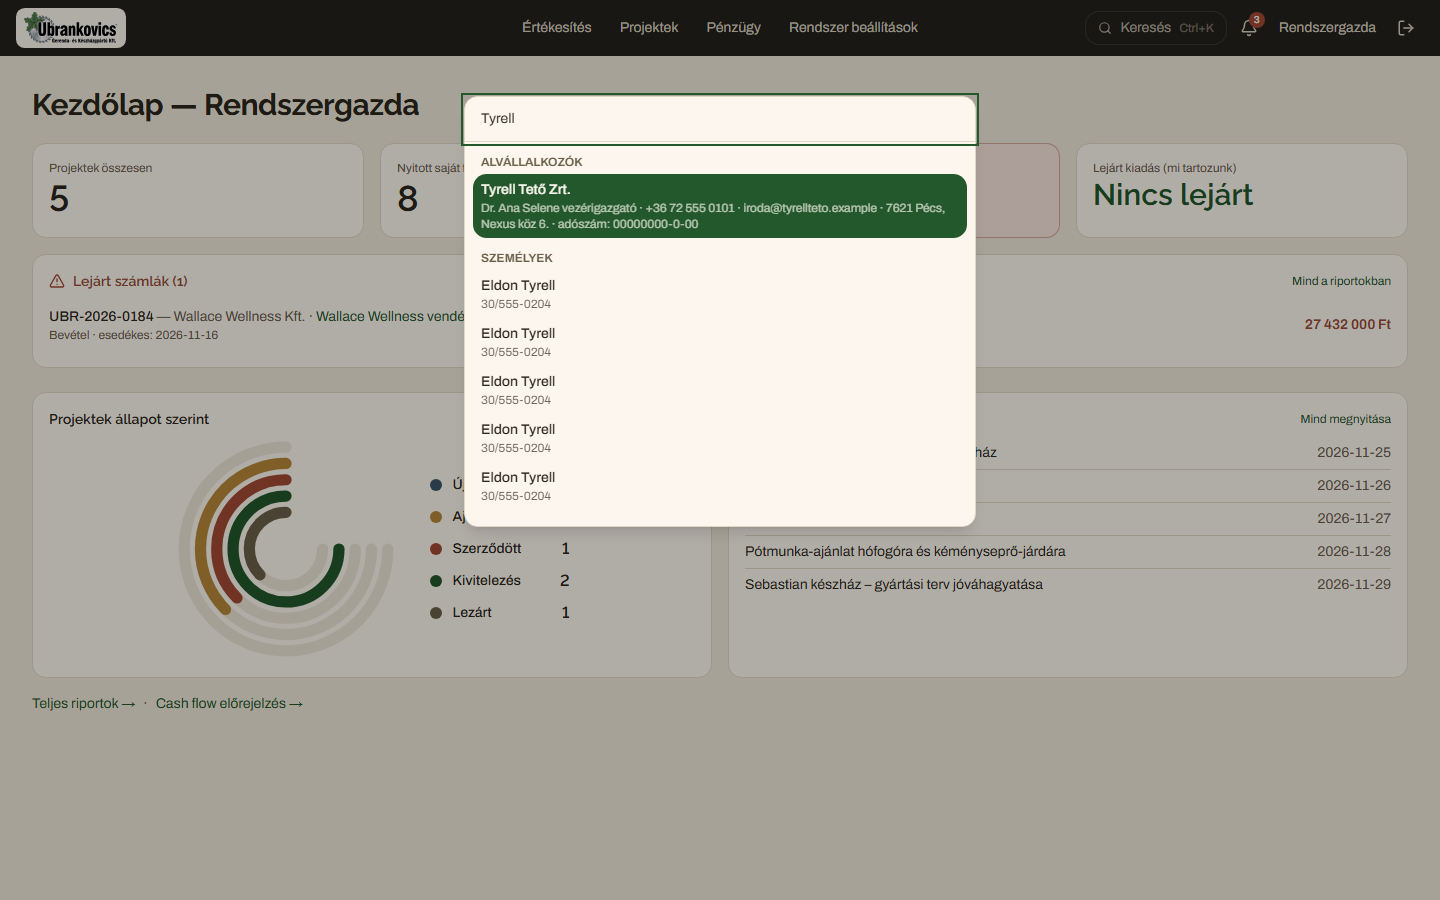 Ubrankovics
Gerenda- és Készházgyártó Kft.
Értékesítés
Projektek
Pénzügy
Rendszer beállítások
Keresés Ctrl+K
3
Rendszergazda
Kezdőlap — Rendszergazda
Tyrell
ALVÁLLALKOZÓK
Tyrell Tető Zrt.
Dr. Ana Selene vezérigazgató · +36 72 555 0101 · iroda@tyrellteto.example · 7621 Pécs,
Nexus köz 6. · adószám: 00000000-0-00
SZEMÉLYEK
Eldon Tyrell
30/555-0204
Eldon Tyrell
30/555-0204
Eldon Tyrell
30/555-0204
Eldon Tyrell
30/555-0204
Eldon Tyrell
30/555-0204
Projektek összesen
5
Nyitott saját
8
Lejárt kiadás (mi tartozunk)
Nincs lejárt
Lejárt számlák (1)
Mind a riportokban
UBR-2026-0184 — Wallace Wellness Kft. · Wallace Wellness vendé
27 432 000 Ft
Bevétel · esedékes: 2026-11-16
Projektek állapot szerint
Szerződött 1
Kivitelezés 2
Lezárt 1
Mind megnyitása
ház 2026-11-25
2026-11-26
2026-11-27
Pótmunka-ajánlat hófogóra és kéményseprő-járdára 2026-11-28
Sebastian készház – gyártási terv jóváhagyatása 2026-11-29
Teljes riportok → · Cash flow előrejelzés →